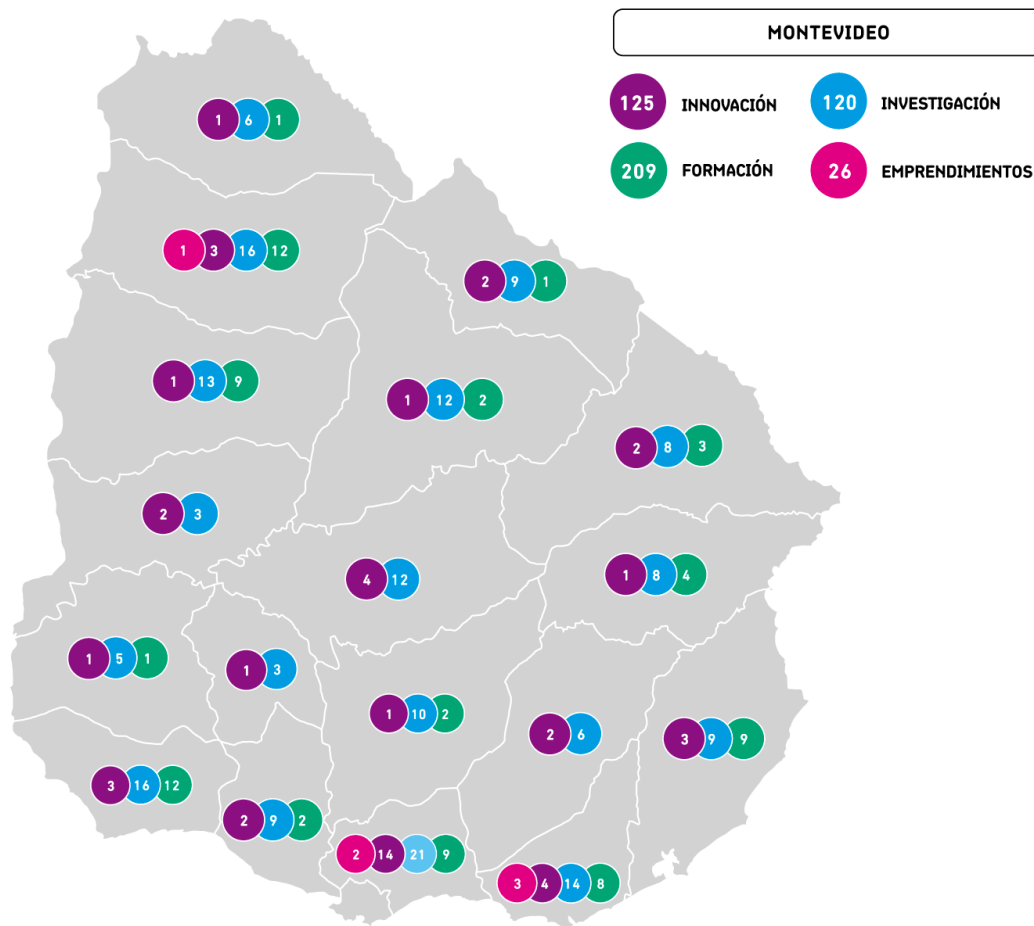 MONTEVIDEO
125 INNOVACIÓN 120 INVESTIGACIÓN
209 FORMACIÓN 26 EMPRENDIMIENTOS
1 6 1
1 3 16 12
2 9 1
1 13 9
1 12 2
2 8 3
2 3
4 12
1 8 4
1 5 1
1 3
1 10 2
2 6
3 9 9
3 16 12
2 9 2
2 14 21 9
3 4 14 8